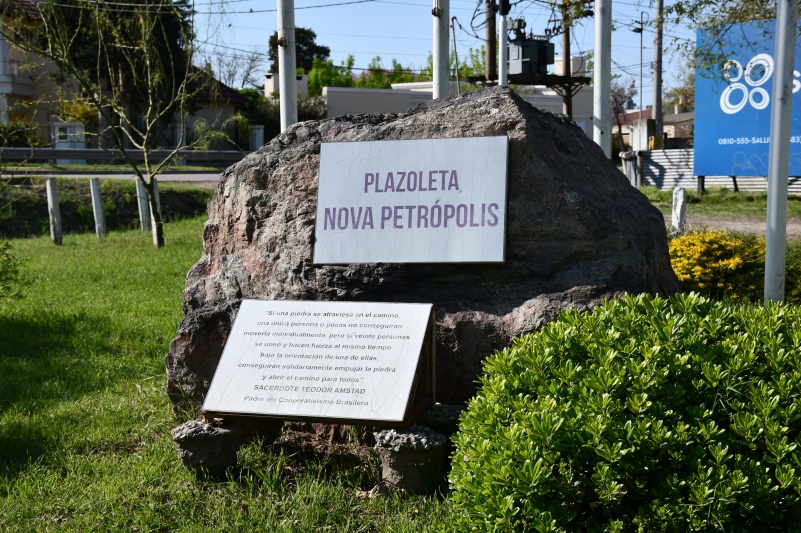 PLAZOLETA
NOVA PETRÓPOLIS
"Si una piedra se atraviesa en el camino,
una única persona o pocas no conseguirán
moverla individualmente, pero si veinte personas
se unen y hacen fuerza al mismo tiempo
bajo la orientación de una de ellas,
conseguirán solidariamente empujar la piedra
y abrir el camino para todos"
SACERDOTE TEODOR AMSTAD
Padre del Cooperativismo Brasilero
0810-555-SALUD